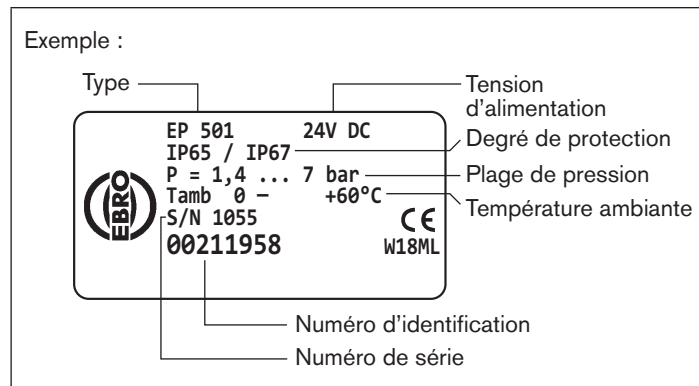 Exemple :
Type
Tension
d'alimentation
EP 501 24V DC
Degré de protection
IP65 / IP67
P = 1,4 ... 7 bar
Plage de pression
Tamb 0 – +60°C
Température ambiante
EBRO
S/N 1055
CE
00211958
W18ML
Numéro d'identification
Numéro de série